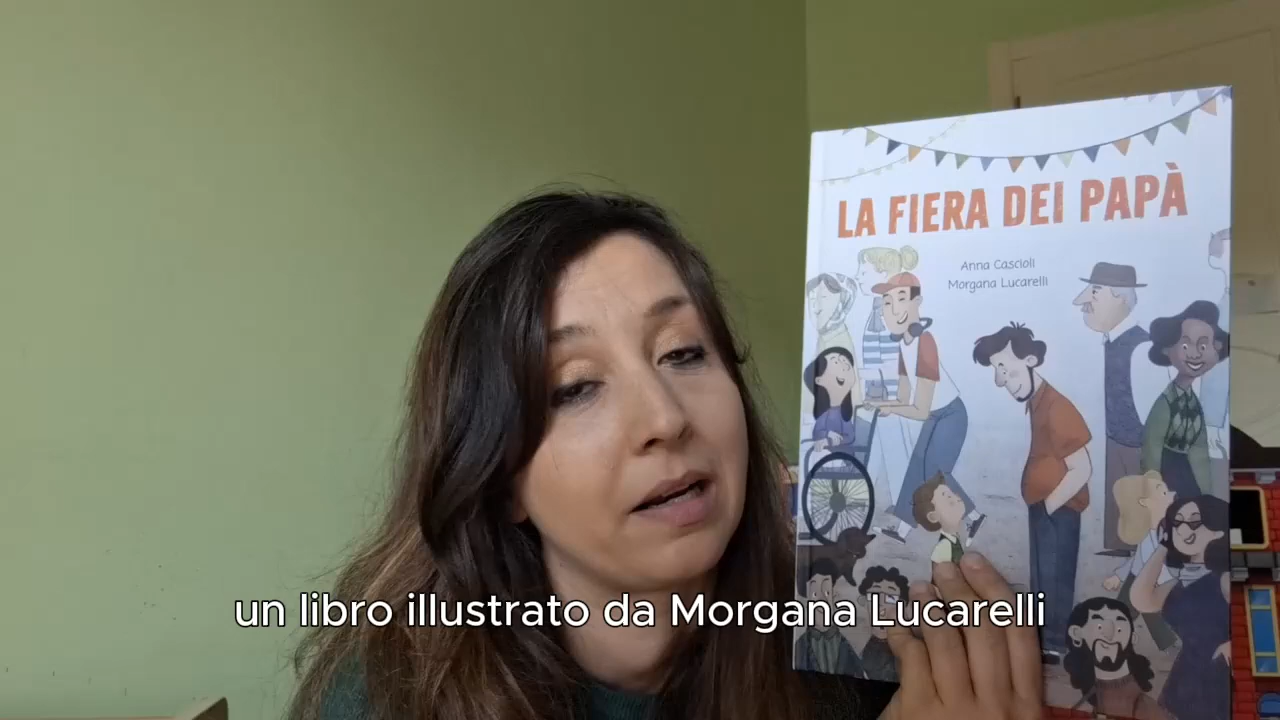 LA FIERA DEI PAPÀ
Anna Cascioli
Morgana Lucarelli
un libro illustrato da Morgana Lucarelli